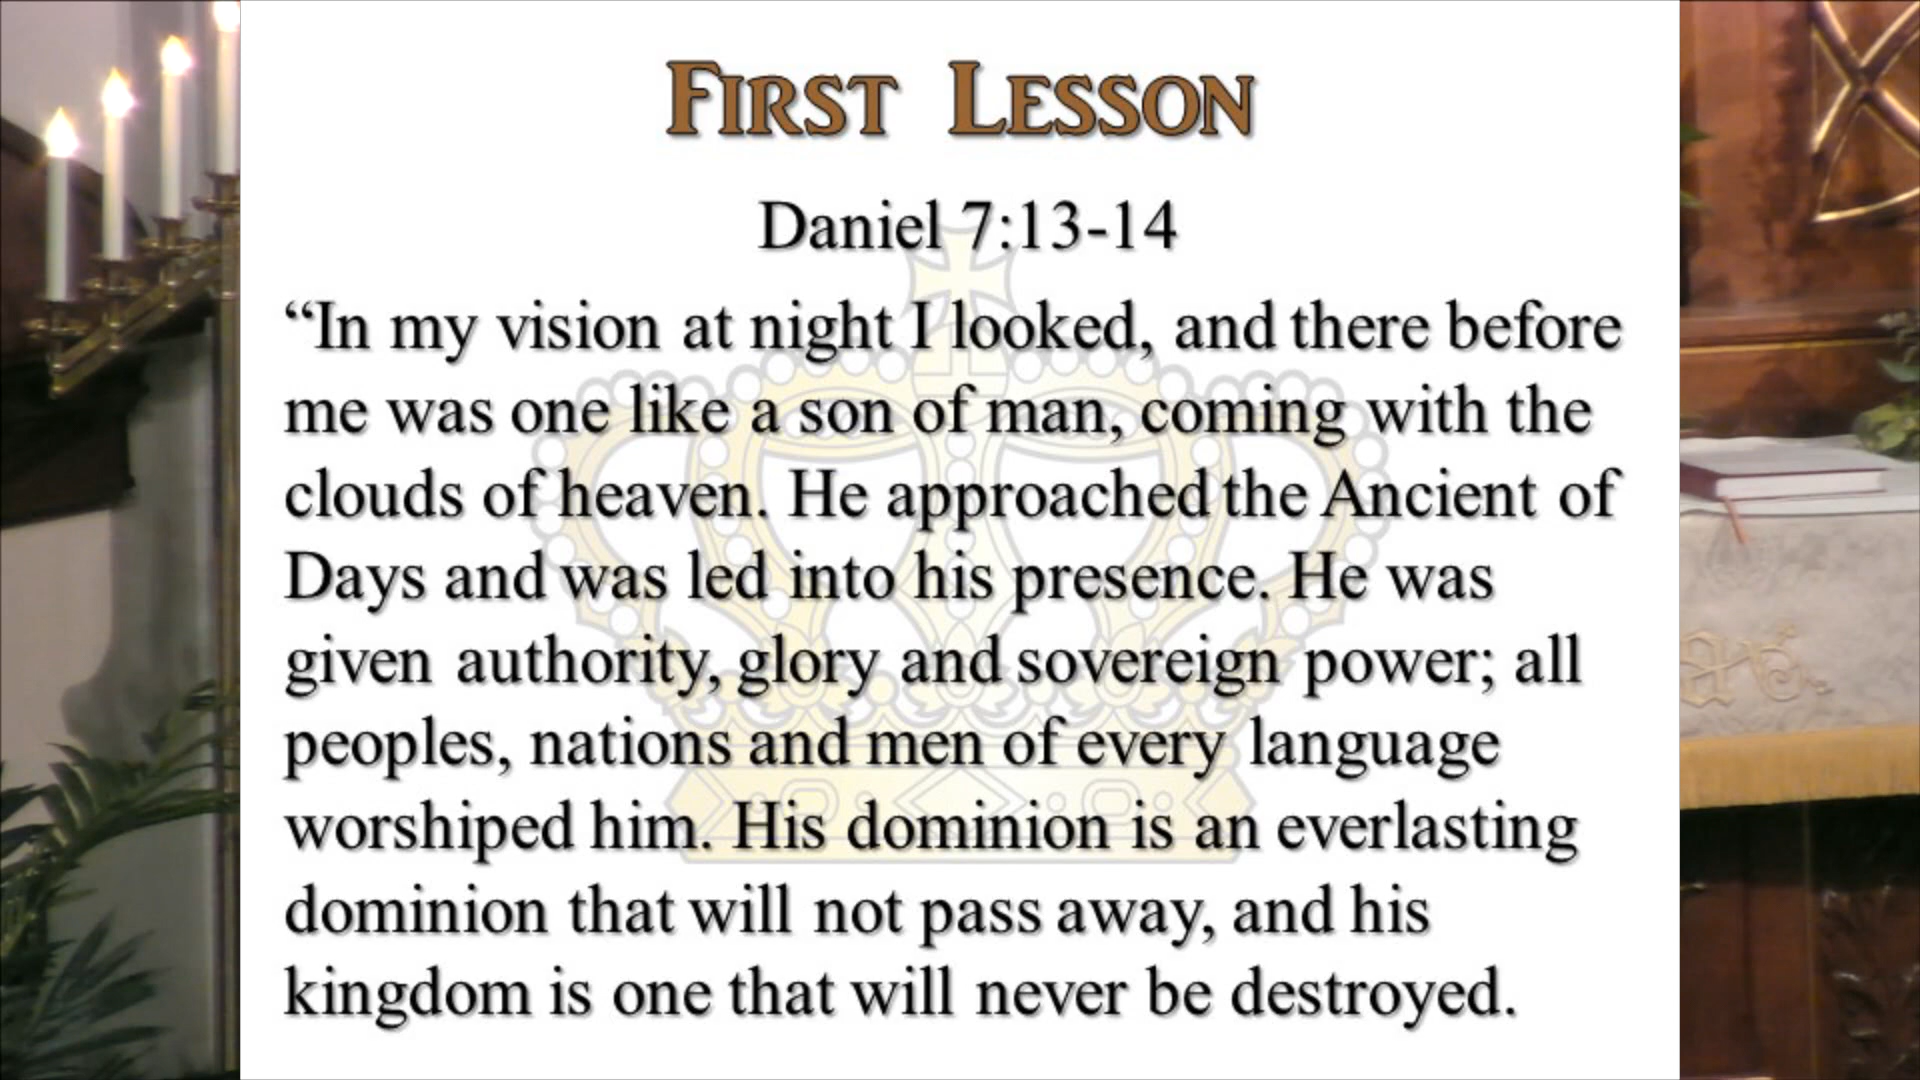 First Lesson
Daniel 7:13-14
“In my vision at night I looked, and there before
me was one like a son of man, coming with the
clouds of heaven. He approached the Ancient of
Days and was led into his presence. He was
given authority, glory and sovereign power; all
peoples, nations and men of every language
worshiped him. His dominion is an everlasting
dominion that will not pass away, and his
kingdom is one that will never be destroyed.